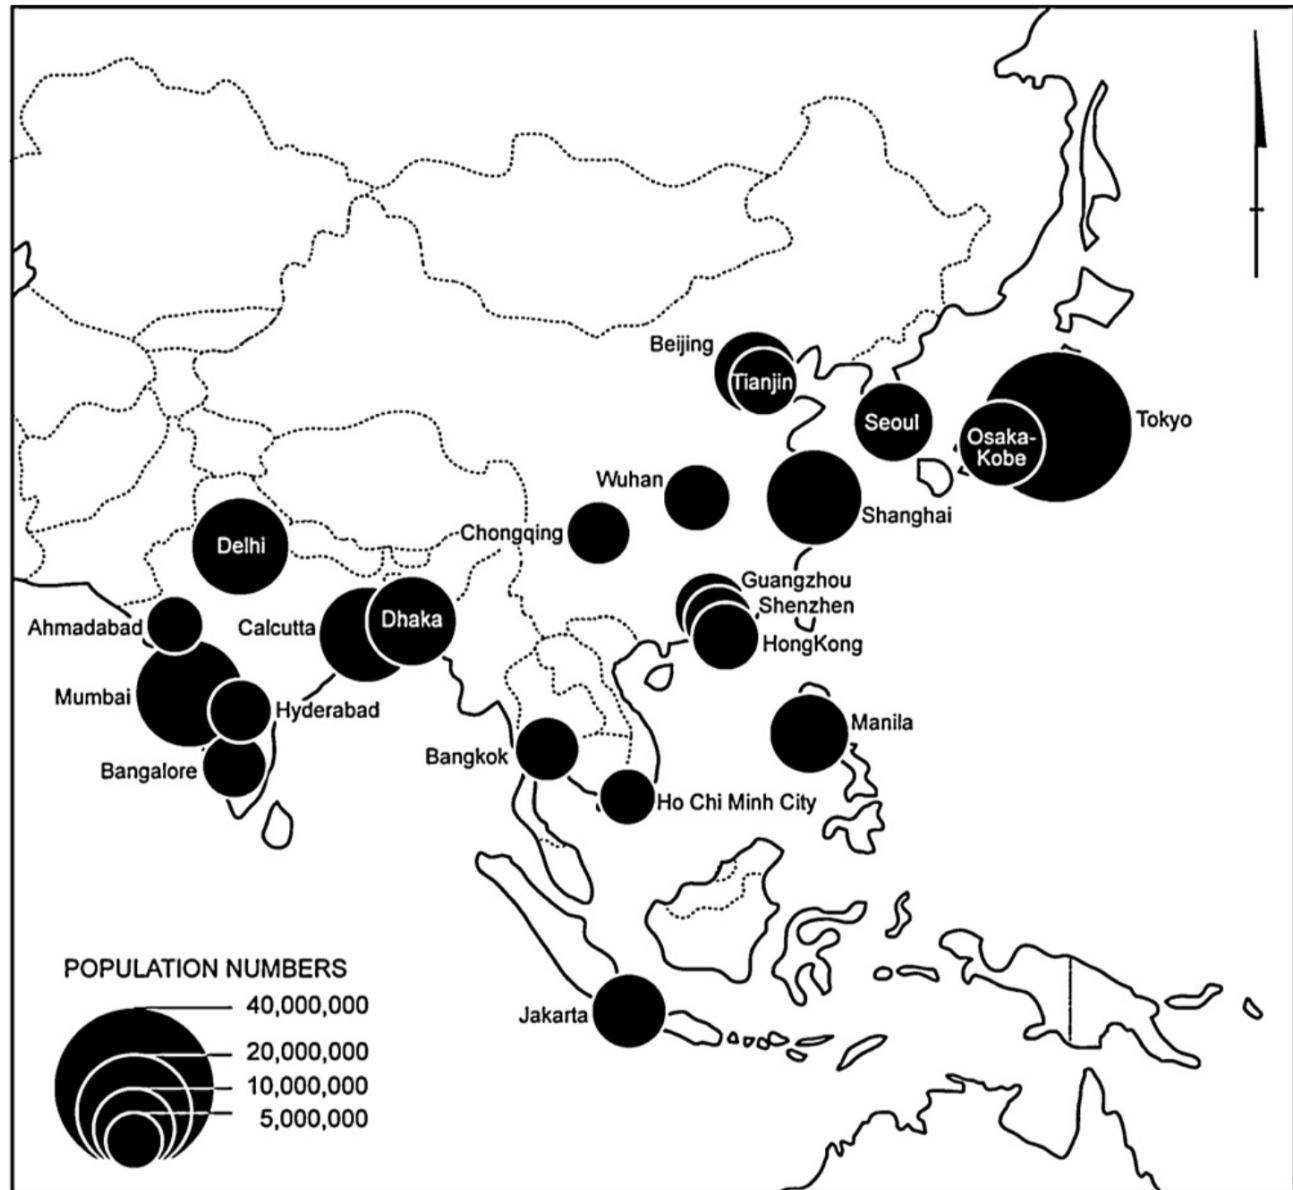 Beijing
Tianjin
Seoul
Osaka-
Kobe
Tokyo
Wuhan
Shanghai
Chongqing
Delhi
Guangzhou
Shenzhen
HongKong
Ahmadabad
Calcutta
Dhaka
Mumbai
Hyderabad
Bangalore
Bangkok
Manila
Ho Chi Minh City
Jakarta
POPULATION NUMBERS
40,000,000
20,000,000
10,000,000
5,000,000